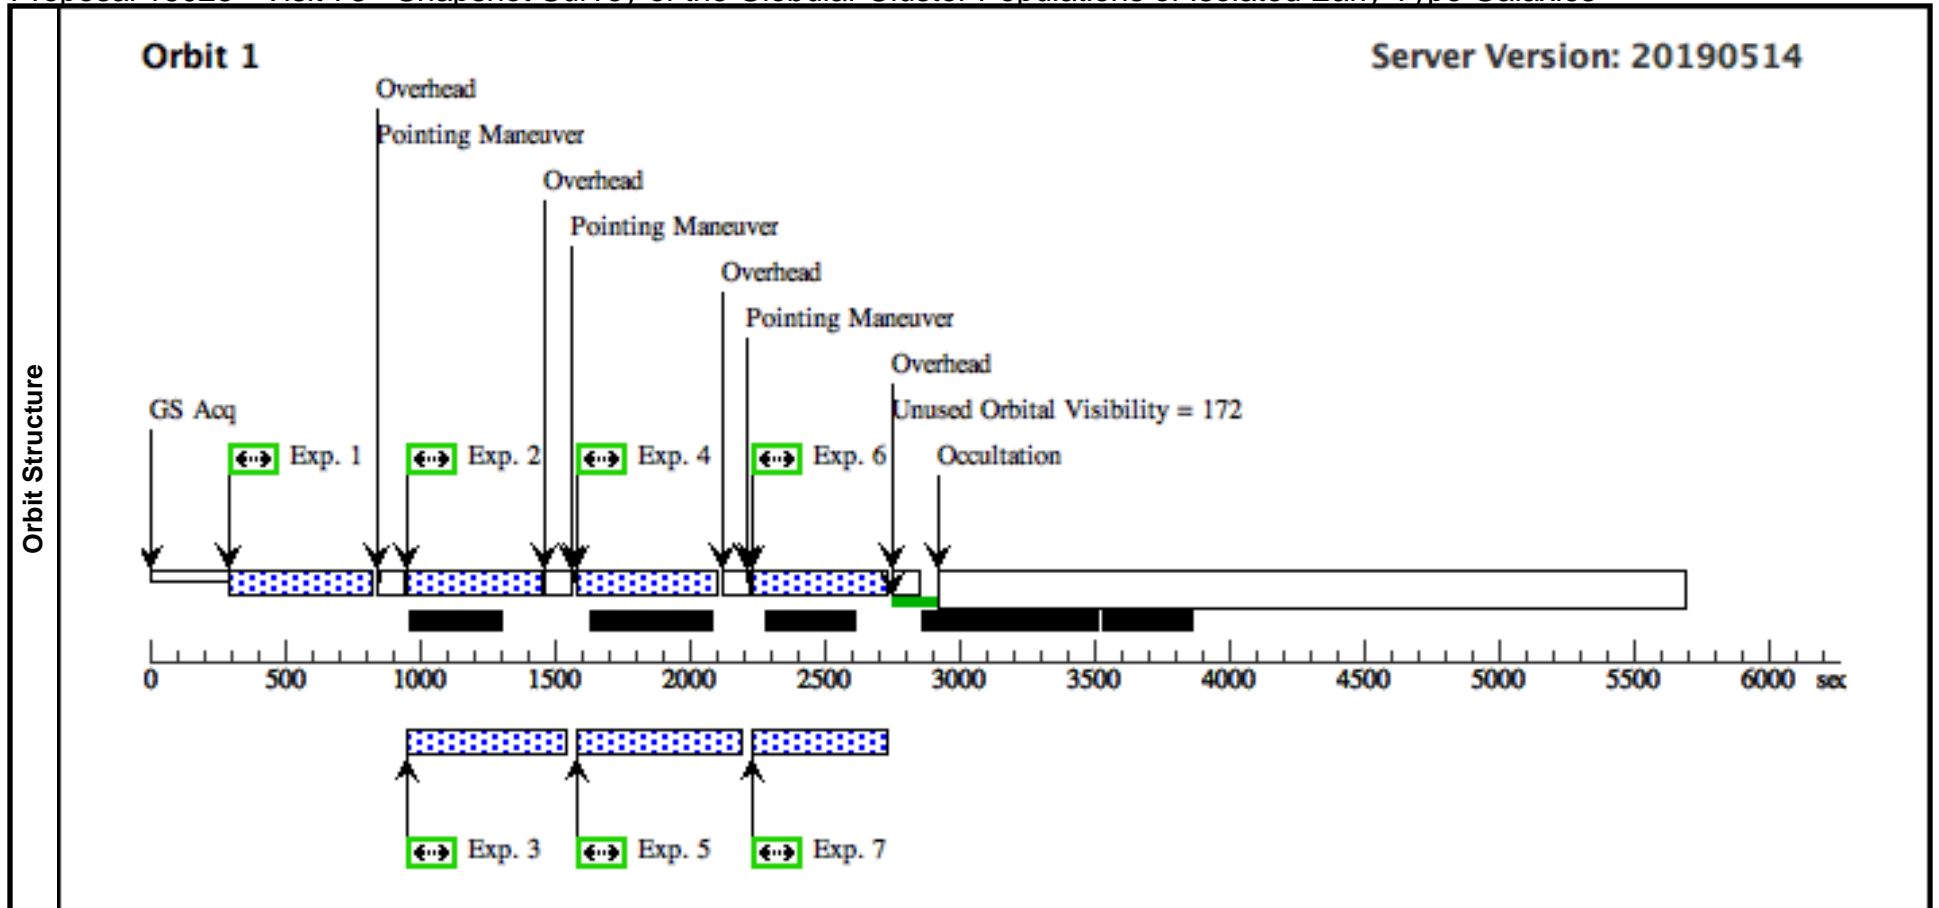 Orbit 1
Server Version: 20190514
Overhead
Pointing Maneuver
Overhead
Pointing Maneuver
Overhead
Pointing Maneuver
Overhead
GS Acq
Unused Orbital Visibility = 172
Exp. 1
Exp. 2
Exp. 4
Exp. 6
Occultation
Orbit Structure
0 500 1000 1500 2000 2500 3000 3500 4000 4500 5000 5500 6000 sec
Exp. 3
Exp. 5
Exp. 7